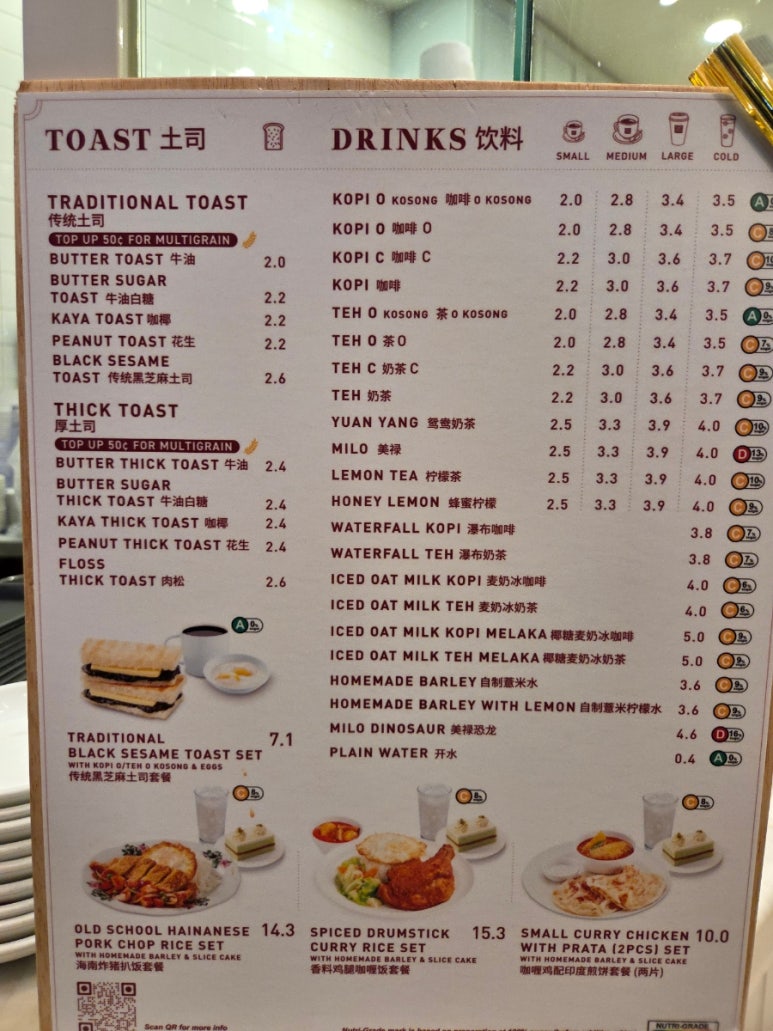 TOAST 土司
TRADITIONAL TOAST
传统土司
TOP UP 50¢ FOR MULTIGRAIN
BUTTER TOAST 牛油 2.0
BUTTER SUGAR
TOAST 牛油白糖 2.2
KAYA TOAST 咖椰 2.2
PEANUT TOAST 花生 2.2
BLACK SESAME
TOAST 传统黑芝麻土司 2.6
THICK TOAST
厚土司
TOP UP 50¢ FOR MULTIGRAIN
BUTTER THICK TOAST 牛油 2.4
BUTTER SUGAR
THICK TOAST 牛油白糖 2.4
KAYA THICK TOAST 咖椰 2.4
PEANUT THICK TOAST 花生 2.4
FLOSS
THICK TOAST 肉松 2.6
A 0%
TRADITIONAL 7.1
BLACK SESAME TOAST SET
WITH KOPI O/TEH O KOSONG & EGGS
传统黑芝麻土司套餐
DRINKS 饮料
SMALL MEDIUM LARGE COLD
KOPI O KOSONG 咖啡 O KOSONG 2.0 2.8 3.4 3.5 A
KOPI O 咖啡 O 2.0 2.8 3.4 3.5 C
KOPI C 咖啡 C 2.2 3.0 3.6 3.7 C
KOPI 咖啡 2.2 3.0 3.6 3.7 C
TEH O KOSONG 茶 O KOSONG 2.0 2.8 3.4 3.5 A 0%
TEH O 茶 O 2.0 2.8 3.4 3.5 C 7%
TEH C 奶茶 C 2.2 3.0 3.6 3.7 C 9%
TEH 奶茶 2.2 3.0 3.6 3.7 C 9%
YUAN YANG 鸳鸯奶茶 2.5 3.3 3.9 4.0 C 10%
MILO 美禄 2.5 3.3 3.9 4.0 D 13%
LEMON TEA 柠檬茶 2.5 3.3 3.9 4.0 C 10%
HONEY LEMON 蜂蜜柠檬 2.5 3.3 3.9 4.0 C 9%
WATERFALL KOPI 瀑布咖啡 3.8 C 7%
WATERFALL TEH 瀑布奶茶 3.8 C 7%
ICED OAT MILK KOPI 麦奶冰咖啡 4.0 C 6%
ICED OAT MILK TEH 麦奶冰奶茶 4.0 C 6%
ICED OAT MILK KOPI MELAKA 椰糖麦奶冰咖啡 5.0 C 9%
ICED OAT MILK TEH MELAKA 椰糖麦奶冰奶茶 5.0 C 9%
HOMEMADE BARLEY 自制薏米水 3.6 C 9%
HOMEMADE BARLEY WITH LEMON 自制薏米柠檬水 3.6 C 9%
MILO DINOSAUR 美禄恐龙 4.6 D 16%
PLAIN WATER 开水 0.4 A 0%
C 8%
OLD SCHOOL HAINANESE 14.3
PORK CHOP RICE SET
WITH HOMEMADE BARLEY & SLICE CAKE
海南炸猪扒饭套餐
C 8%
SPICED DRUMSTICK 15.3
CURRY RICE SET
WITH HOMEMADE BARLEY & SLICE CAKE
香料鸡腿咖喱饭套餐
C 8%
SMALL CURRY CHICKEN 10.0
WITH PRATA (2PCS) SET
WITH HOMEMADE BARLEY & SLICE CAKE
咖喱鸡配印度煎饼套餐 (两片)
Scan QR for more info
NUTRI-GRADE